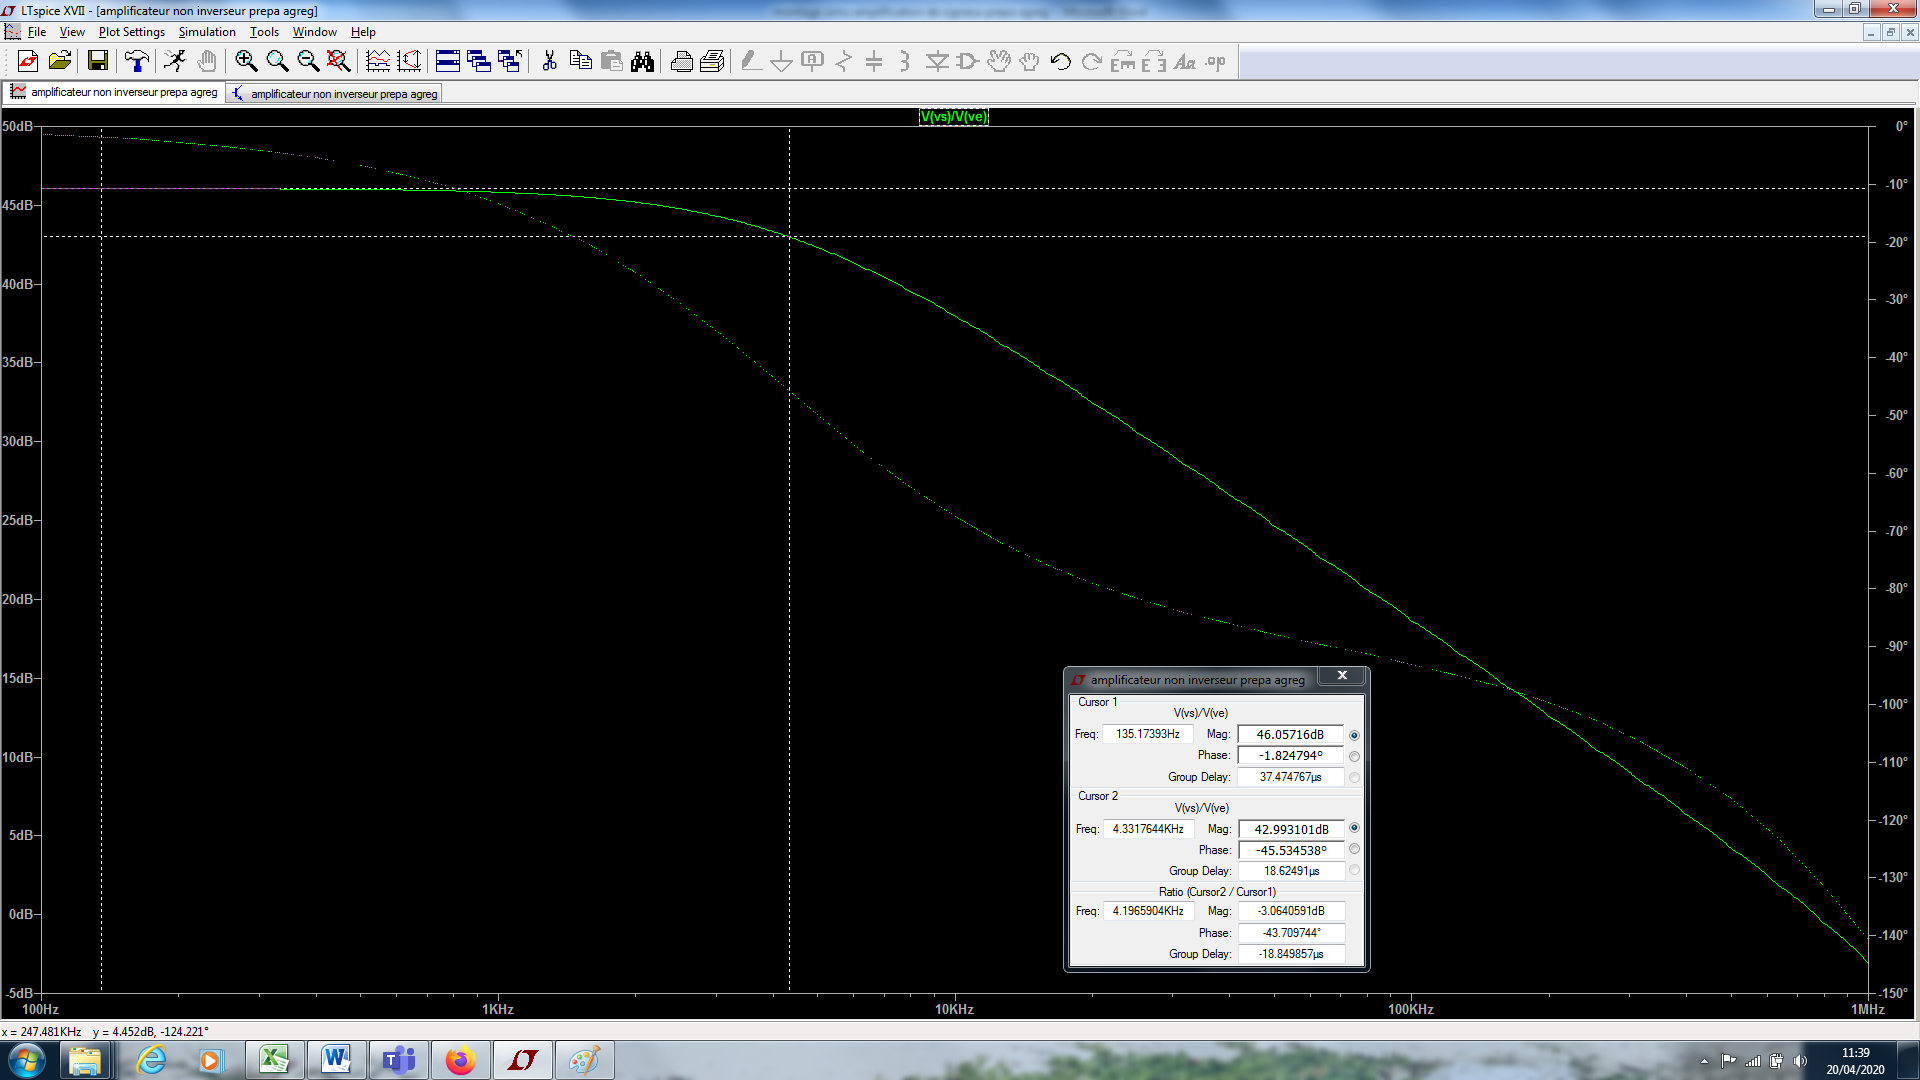 LTspice XVII - [amplificateur non inverseur prepa agreg]
File View Plot Settings Simulation Tools Window Help
amplificateur non inverseur prepa agreg amplificateur non inverseur prepa agreg
V(vs)/V(ve)
50dB 0°
-10°
45dB
-20°
40dB
-30°
35dB
-40°
30dB
-50°
-60°
25dB
-70°
20dB
-80°
-90°
15dB
-100°
10dB
-110°
5dB
-120°
-130°
0dB
-140°
-5dB -150°
100Hz 1KHz 10KHz 100KHz 1MHz
amplificateur non inverseur prepa agreg
Cursor 1
V(vs)/V(ve)
Freq: 135.17393Hz Mag: 46.05716dB
Phase: -1.824794°
Group Delay: 37.474767µs
Cursor 2
V(vs)/V(ve)
Freq: 4.3317644KHz Mag: 42.993101dB
Phase: -45.534538°
Group Delay: 18.62491µs
Ratio (Cursor2 / Cursor1)
Freq: 4.1965904KHz Mag: -3.0640591dB
Phase: -43.709744°
Group Delay: -18.849857µs
x = 247.481KHz y = 4.452dB, -124.221°
11:39
20/04/2020